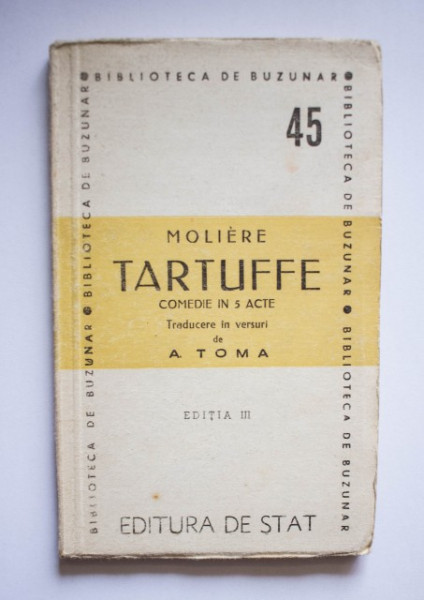 BIBLIOTECA DE BUZUNAR
45
MOLIÈRE
TARTUFFE
COMEDIE IN 5 ACTE
Traducere in versuri
de
A. TOMA
EDIȚIA III
EDITURA DE STAT
BIBLIOTECA DE BUZUNAR • BIBLIOTECA DE BUZUNAR
BIBLIOTECA DE BUZUNAR • BIBLIOTECA DE BUZUNAR